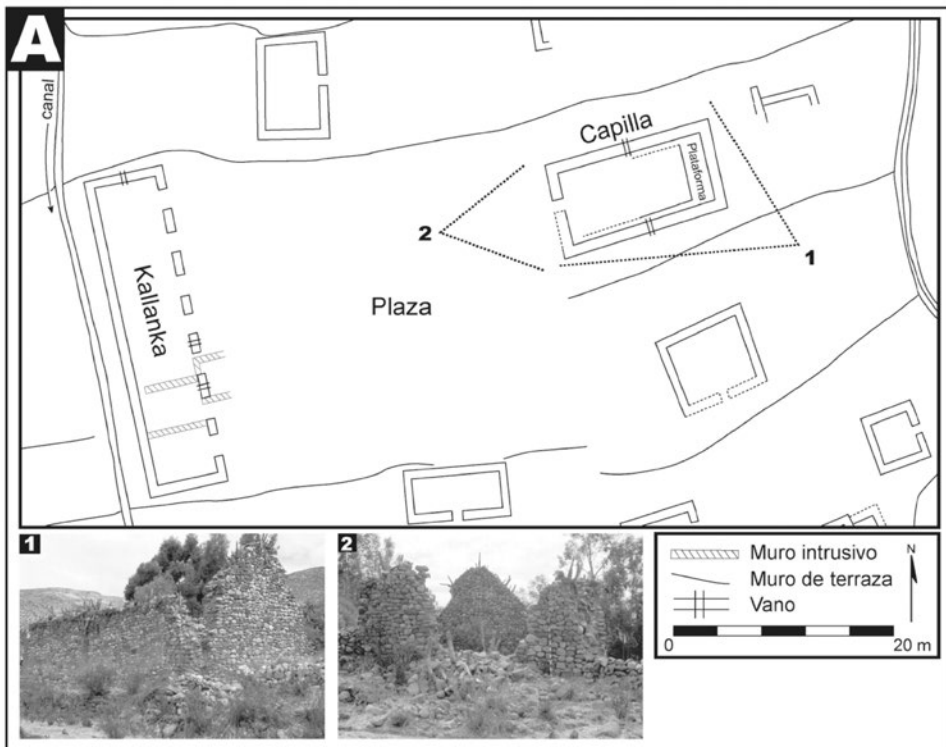 A
canal
Capilla
Plataforma
2
1
Kallanka
Plaza
1
2
Muro intrusivo
Muro de terraza
Vano
N
0
20 m